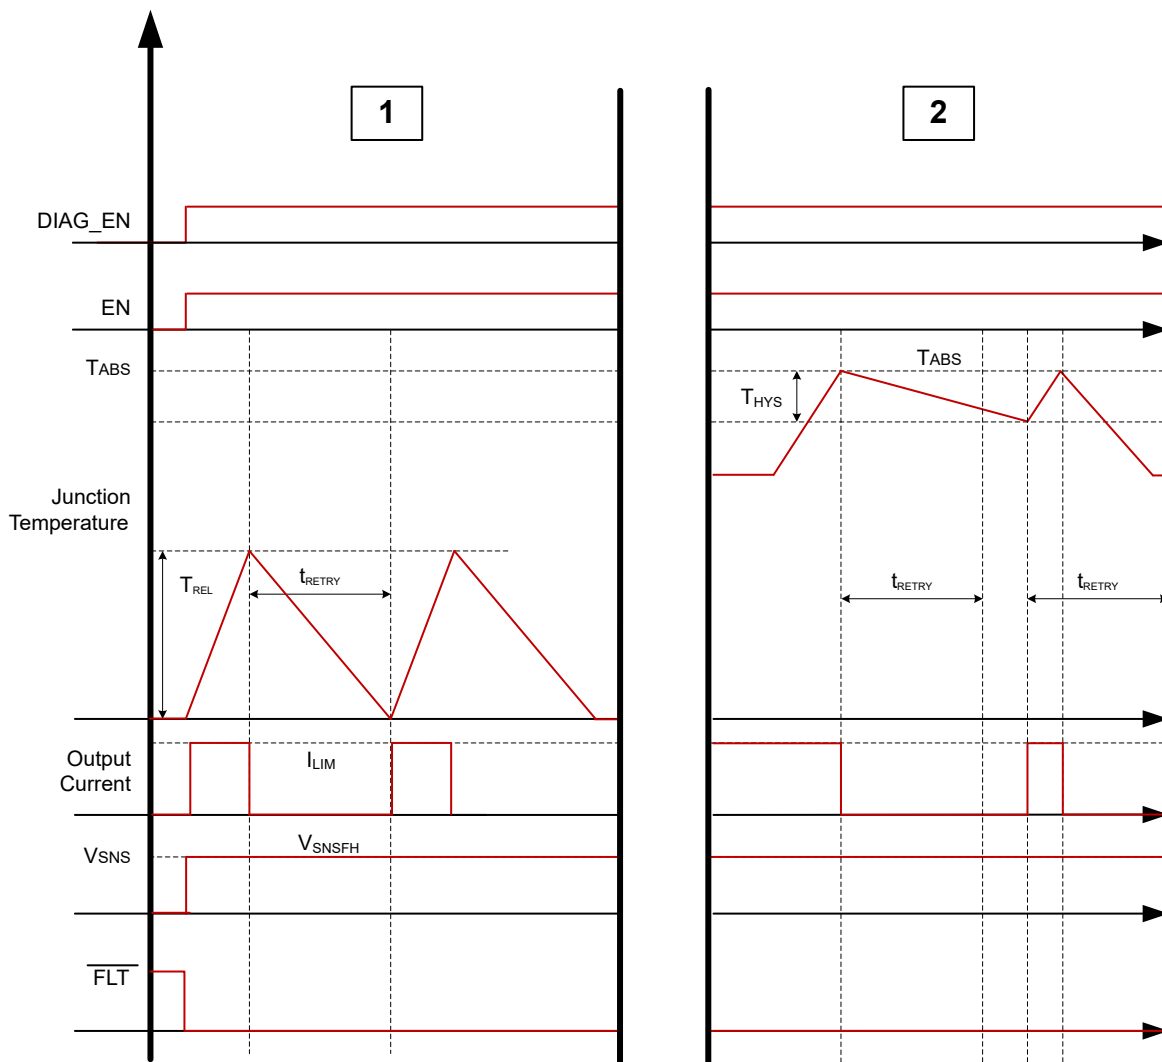 1
2
DIAG_EN
EN
TABS
TABS
THYS
Junction
Temperature
TREL
tRETRY
tRETRY
tRETRY
Output
Current
ILIM
VSNS
VSNSFH
FLT